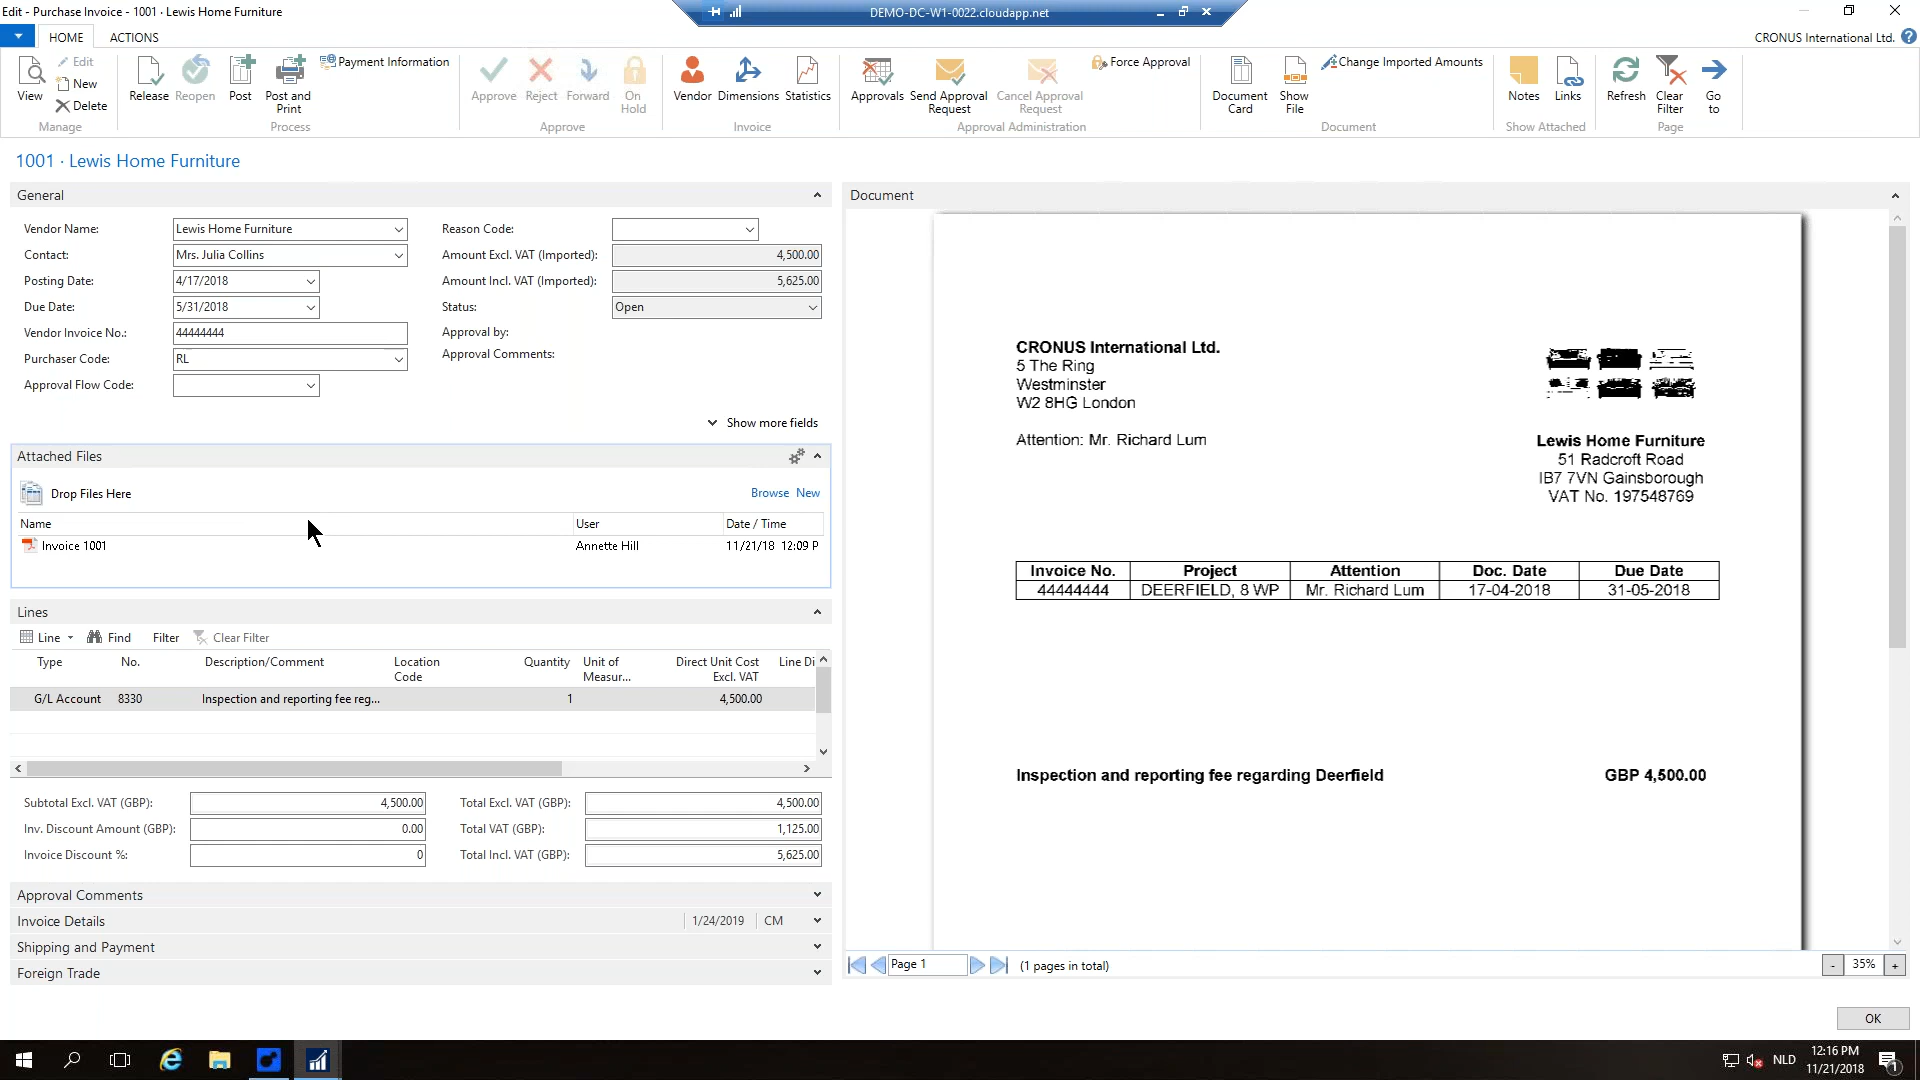 Edit - Purchase Invoice - 1001 · Lewis Home Furniture
DEMO-DC-W1-0022.cloudapp.net
HOME
ACTIONS
CRONUS International Ltd.
View
Edit
New
Delete
Manage
Release
Reopen
Post
Post and Print
Payment Information
Process
Approve
Reject
Forward
On Hold
Approve
Vendor
Dimensions
Statistics
Invoice
Approvals
Send Approval Request
Cancel Approval Request
Force Approval
Approval Administration
Document Card
Show File
Change Imported Amounts
Document
Notes
Links
Show Attached
Refresh
Clear Filter
Go to
Page
1001 · Lewis Home Furniture
General
Vendor Name: Lewis Home Furniture
Contact: Mrs. Julia Collins
Posting Date: 4/17/2018
Due Date: 5/31/2018
Vendor Invoice No.: 44444444
Purchaser Code: RL
Approval Flow Code:
Reason Code:
Amount Excl. VAT (Imported): 4,500.00
Amount Incl. VAT (Imported): 5,625.00
Status: Open
Approval by:
Approval Comments:
Show more fields
Attached Files
Drop Files Here
Browse New
Name User Date / Time
Invoice 1001 Annette Hill 11/21/18 12:09 P
Lines
Line Find Filter Clear Filter
Type No. Description/Comment Location Code Quantity Unit of Measur... Direct Unit Cost Excl. VAT Line Di
G/L Account 8330 Inspection and reporting fee reg... 1 4,500.00
Subtotal Excl. VAT (GBP): 4,500.00
Inv. Discount Amount (GBP): 0.00
Invoice Discount %: 0
Total Excl. VAT (GBP): 4,500.00
Total VAT (GBP): 1,125.00
Total Incl. VAT (GBP): 5,625.00
Approval Comments
Invoice Details 1/24/2019 CM
Shipping and Payment
Foreign Trade
Document
CRONUS International Ltd.
5 The Ring
Westminster
W2 8HG London
Attention: Mr. Richard Lum
Lewis Home Furniture
51 Radcroft Road
IB7 7VN Gainsborough
VAT No. 197548769
Invoice No. Project Attention Doc. Date Due Date
44444444 DEERFIELD, 8 WP Mr. Richard Lum 17-04-2018 31-05-2018
Inspection and reporting fee regarding Deerfield GBP 4,500.00
Page 1
(1 pages in total)
- 35% +
OK
NLD
12:16 PM
11/21/2018
1